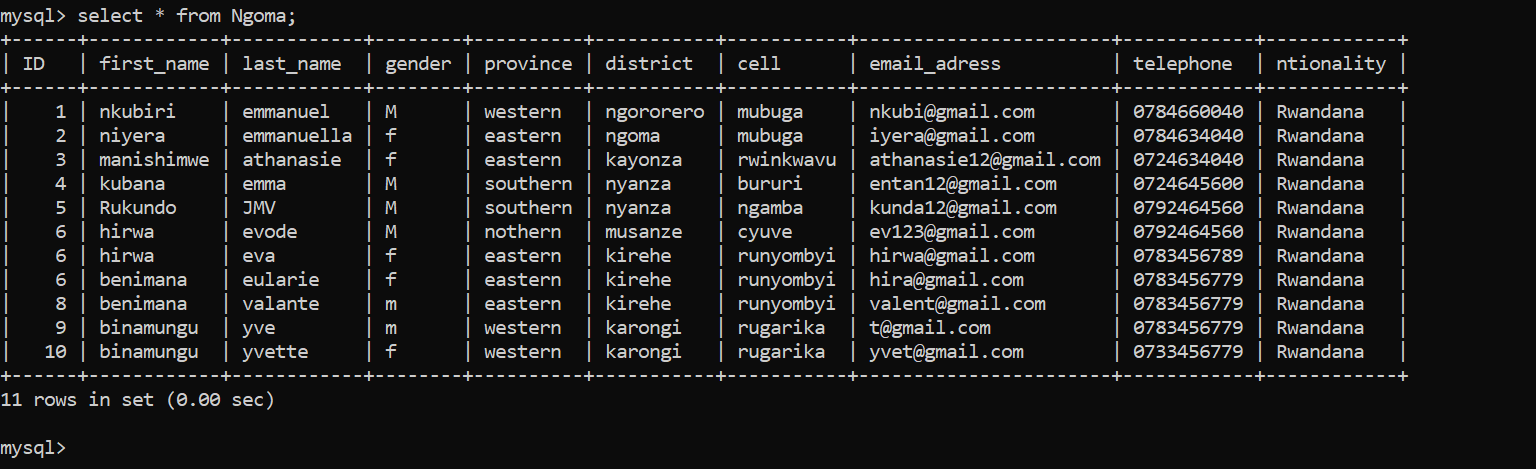 mysql> select * from Ngoma;
+------+------------+------------+--------+----------+-----------+-----------+-----------------------+------------+------------+
| ID   | first_name | last_name  | gender | province | district  | cell      | email_adress          | telephone  | ntionality |
+------+------------+------------+--------+----------+-----------+-----------+-----------------------+------------+------------+
|    1 | nkubiri    | emmanuel   | M      | western  | ngororero | mubuga    | nkubi@gmail.com       | 0784660040 | Rwandana   |
|    2 | niyera     | emmanuella | f      | eastern  | ngoma     | mubuga    | iyera@gmail.com       | 0784634040 | Rwandana   |
|    3 | manishimwe | athanasie  | f      | eastern  | kayonza   | rwinkwavu | athanasie12@gmail.com | 0724634040 | Rwandana   |
|    4 | kubana     | emma       | M      | southern | nyanza    | bururi    | entan12@gmail.com     | 0724645600 | Rwandana   |
|    5 | Rukundo    | JMV        | M      | southern | nyanza    | ngamba    | kunda12@gmail.com     | 0792464560 | Rwandana   |
|    6 | hirwa      | evode      | M      | nothern  | musanze   | cyuve     | ev123@gmail.com       | 0792464560 | Rwandana   |
|    6 | hirwa      | eva        | f      | eastern  | kirehe    | runyombyi | hirwa@gmail.com       | 0783456789 | Rwandana   |
|    6 | benimana   | eularie    | f      | eastern  | kirehe    | runyombyi | hira@gmail.com        | 0783456779 | Rwandana   |
|    8 | benimana   | valante    | m      | eastern  | kirehe    | runyombyi | valent@gmail.com      | 0783456779 | Rwandana   |
|    9 | binamungu  | yve        | m      | western  | karongi   | rugarika  | t@gmail.com           | 0783456779 | Rwandana   |
|   10 | binamungu  | yvette     | f      | western  | karongi   | rugarika  | yvet@gmail.com        | 0733456779 | Rwandana   |
+------+------------+------------+--------+----------+-----------+-----------+-----------------------+------------+------------+
11 rows in set (0.00 sec)
mysql>